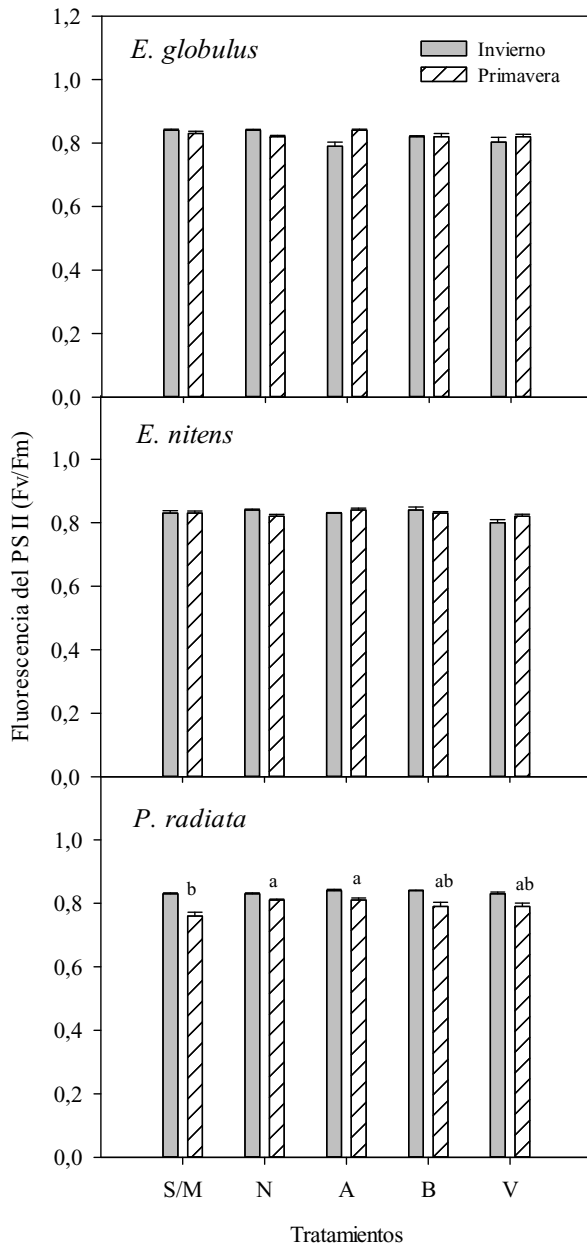 1,2
E. globulus
Invierno
Primavera
1,0
0,8
0,6
0,4
0,2
0,0
E. nitens
1,0
0,8
0,6
0,4
0,2
0,0
Fluorescencia del PS II (Fv/Fm)
P. radiata
1,0
b a a ab ab
0,8
0,6
0,4
0,2
0,0
S/M N A B V
Tratamientos